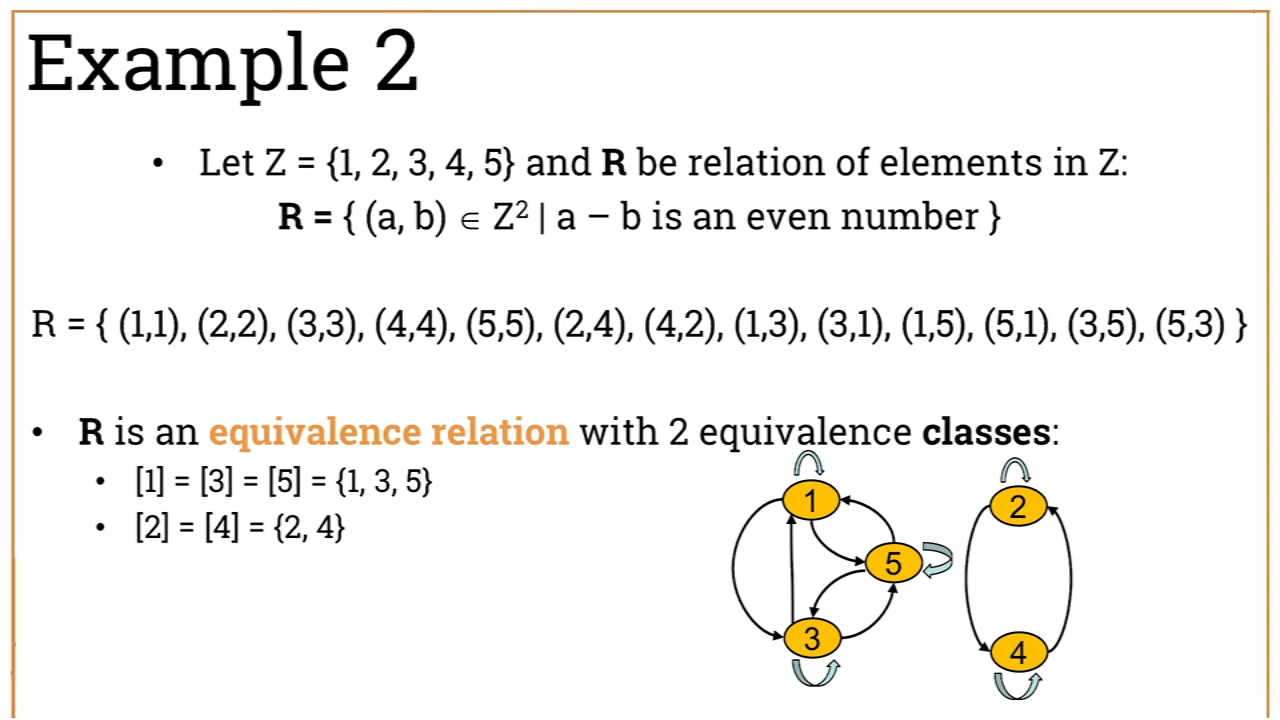 Example 2
• Let Z = {1, 2, 3, 4, 5} and R be relation of elements in Z:
R = { (a, b) ∈ Z² | a – b is an even number }
R = { (1,1), (2,2), (3,3), (4,4), (5,5), (2,4), (4,2), (1,3), (3,1), (1,5), (5,1), (3,5), (5,3) }
• R is an equivalence relation with 2 equivalence classes:
• [1] = [3] = [5] = {1, 3, 5}
• [2] = [4] = {2, 4}
1
2
5
3
4